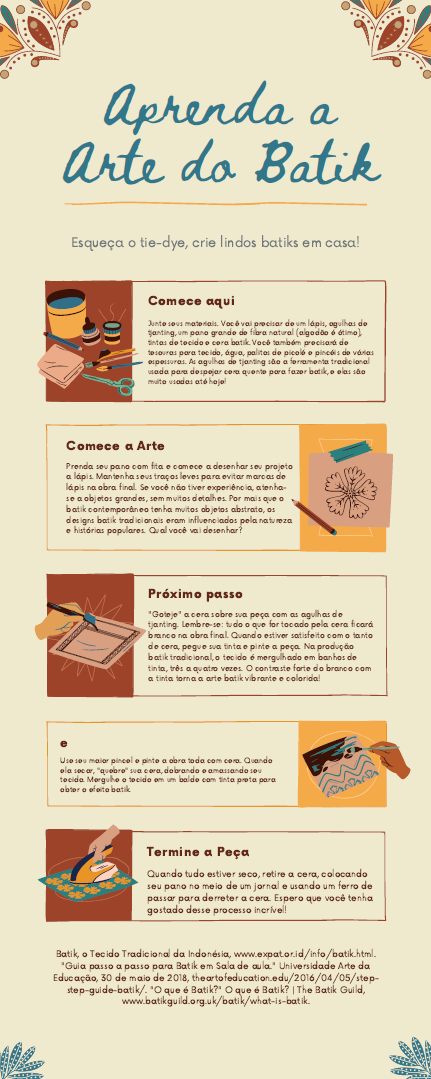 Aprenda a
Arte do Batik
Esqueça o tie-dye, crie lindos batiks em casa!
Comece aqui
Junte seus materiais. Você vai precisar de um lápis, agulhas de
tjanting, um pano grande de fibra natural (algodão é ótimo),
tintas de tecido e cera batik. Você também precisará de
tesouras para tecido, água, palitos de picolé e pincéis de várias
espessuras. As agulhas de tjanting são a ferramenta tradicional
usada para despejar cera quente para fazer batik, e elas são
muito usadas até hoje!
Comece a Arte
Prenda seu pano com fita e comece a desenhar seu projeto
a lápis. Mantenha seus traços leves para evitar marcas de
lápis na obra final. Se você não tiver experiência, atenha-
se a objetos grandes, sem muitos detalhes. Por mais que o
batik contemporâneo tenha muitos objetos abstrato, os
designs batik tradicionais eram influenciados pela natureza
e histórias populares. Qual você vai desenhar?
Próximo passo
"Goteje" a cera sobre sua peça com as agulhas de
tjanting. Lembre-se: tudo o que for tocado pela cera ficará
branco na obra final. Quando estiver satisfeito com o tanto
de cera, pegue sua tinta e pinte a peça. Na produção
batik tradicional, o tecido é mergulhado em banhos de
tinta, três a quatro vezes. O contraste forte do branco com
a tinta torna a arte batik vibrante e colorida!
e
Use seu maior pincel e pinte a obra toda com cera. Quando
ela secar, "quebre" sua cera, dobrando e amassando seu
tecido. Mergulhe o tecido em um balde com tinta preta para
obter o efeito batik.
Termine a Peça
Quando tudo estiver seco, retire a cera, colocando
seu pano no meio de um jornal e usando um ferro de
passar para derreter a cera. Espero que você tenha
gostado desse processo incrível!
Batik, o Tecido Tradicional da Indonésia, www.expat.or.id/info/batik.html.
"Guia passo a passo para Batik em Sala de aula." Universidade Arte da
Educação, 30 de maio de 2018, theartofeducation.edu/2016/04/05/step-
step-guide-batik/. "O que é Batik?" O que é Batik? | The Batik Guild,
www.batikguild.org.uk/batik/what-is-batik.